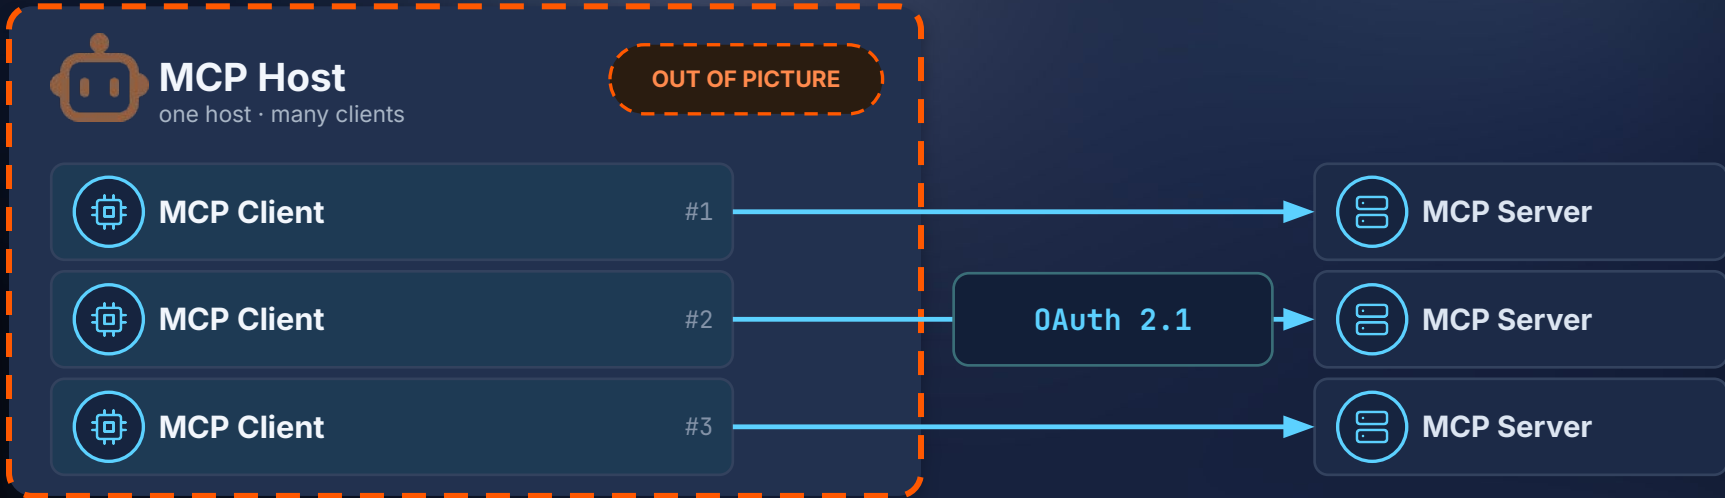 MCP Host
one host · many clients
OUT OF PICTURE
MCP Client #1
MCP Server
MCP Client #2
OAuth 2.1
MCP Server
MCP Client #3
MCP Server